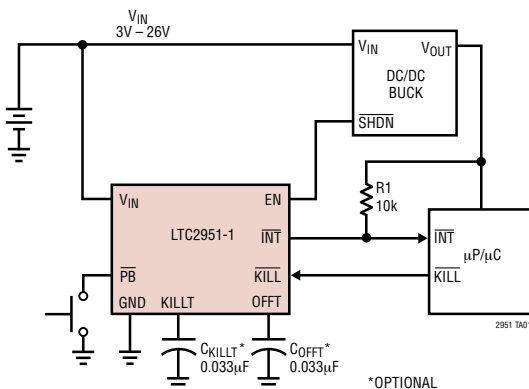 VIN
3V – 26V
VIN
VOUT
DC/DC
BUCK
SHDN
R1
10k
VIN
EN
LTC2951-1
INT
INT
µP/µC
PB
KILL
KILL
GND
KILLT
OFFT
2951 TA01
CKILLT*
0.033µF
COFFT*
0.033µF
*OPTIONAL